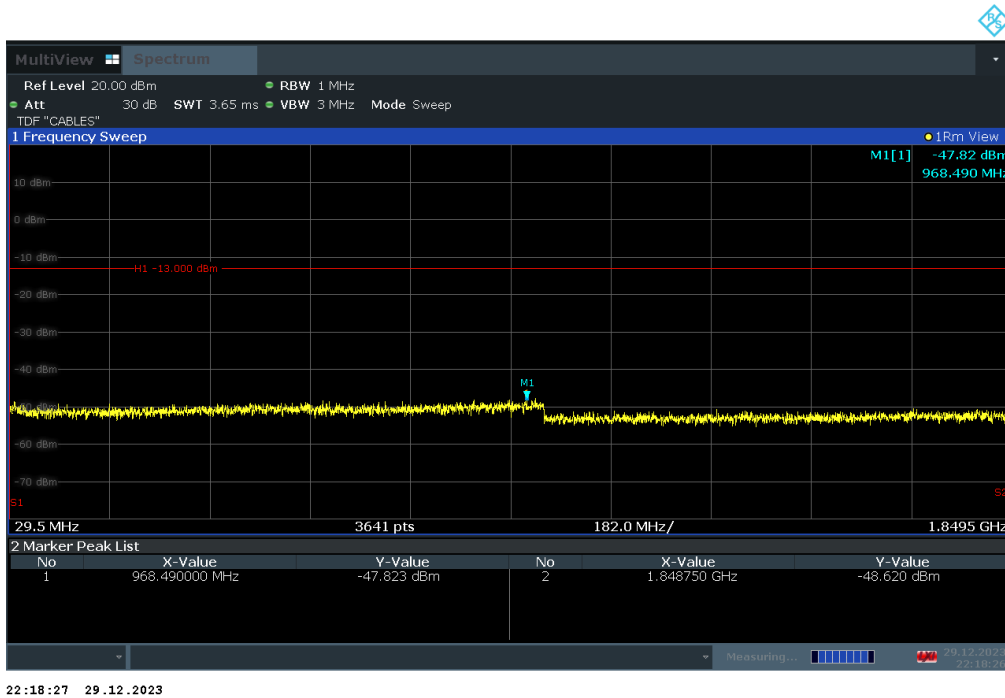 R&S
MultiView Spectrum
Ref Level 20.00 dBm RBW 1 MHz
Att 30 dB SWT 3.65 ms VBW 3 MHz Mode Sweep
TDF "CABLES"
1 Frequency Sweep 1Rm View
M1[1] -47.82 dBm
968.490 MHz
10 dBm
0 dBm
-10 dBm
H1 -13.000 dBm
-20 dBm
-30 dBm
-40 dBm
M1
-60 dBm
-70 dBm
S1
29.5 MHz 3641 pts 182.0 MHz/ 1.8495 GHz
2 Marker Peak List
No X-Value Y-Value No X-Value Y-Value
1 968.490000 MHz -47.823 dBm 2 1.848750 GHz -48.620 dBm
Measuring... 29.12.2023
22:18:26
22:18:27 29.12.2023